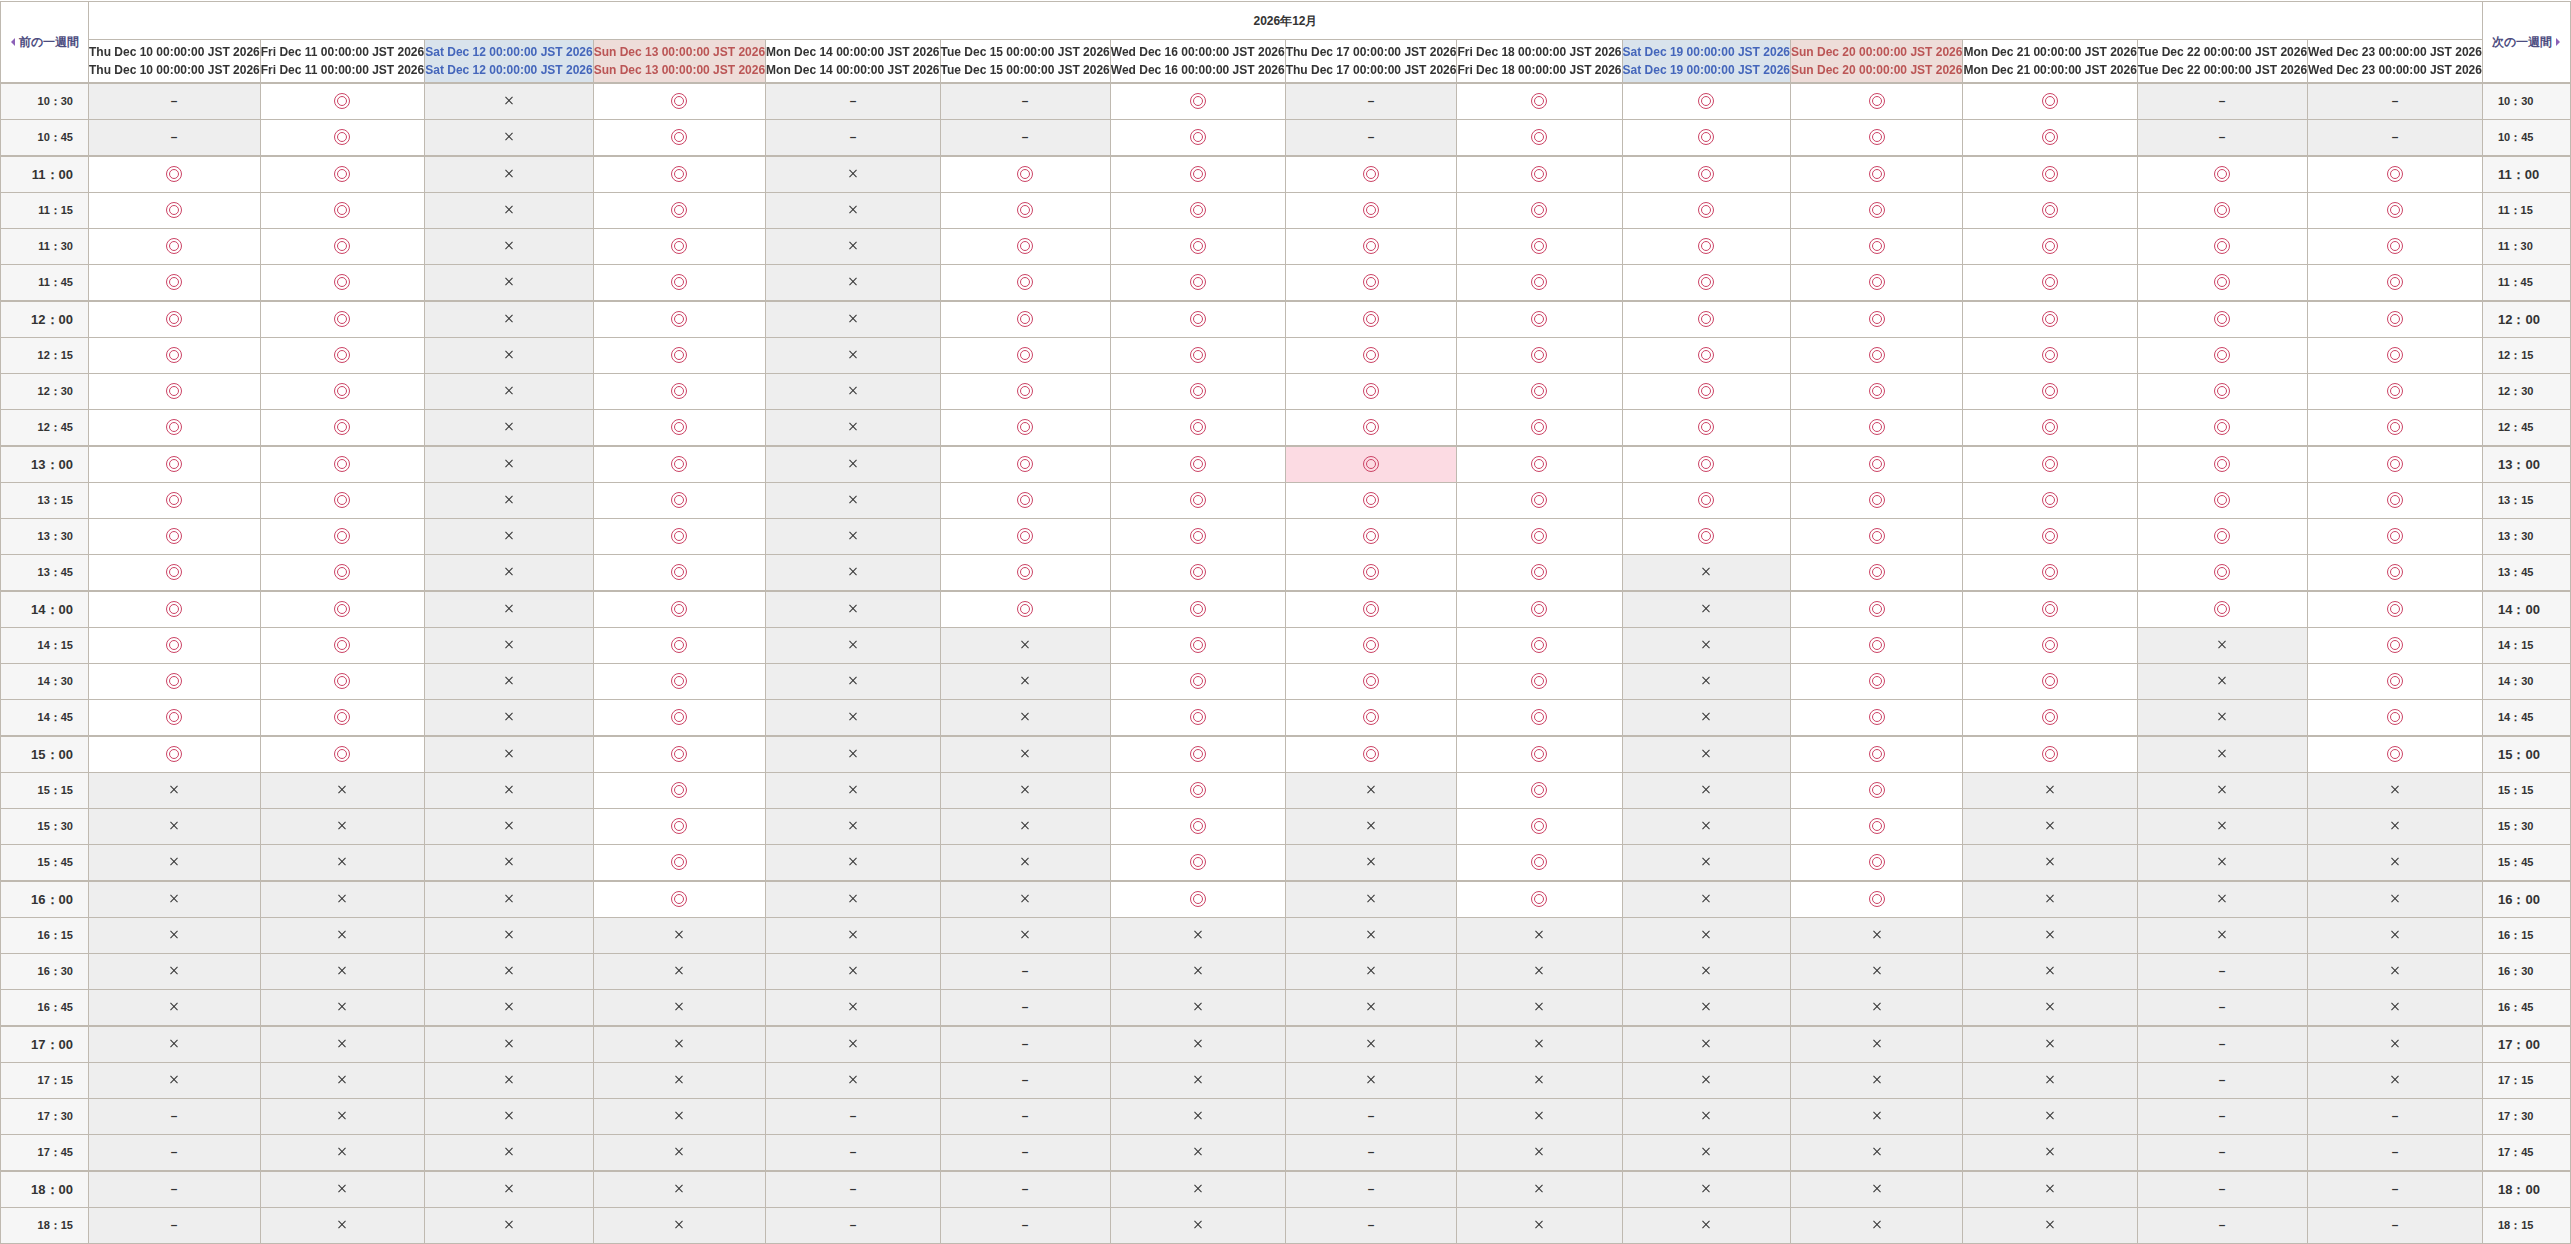 2026年12月
前の一週間 次の一週間
Thu Dec 10 00:00:00 JST 2026 Fri Dec 11 00:00:00 JST 2026 Sat Dec 12 00:00:00 JST 2026 Sun Dec 13 00:00:00 JST 2026 Mon Dec 14 00:00:00 JST 2026 Tue Dec 15 00:00:00 JST 2026 Wed Dec 16 00:00:00 JST 2026 Thu Dec 17 00:00:00 JST 2026 Fri Dec 18 00:00:00 JST 2026 Sat Dec 19 00:00:00 JST 2026 Sun Dec 20 00:00:00 JST 2026 Mon Dec 21 00:00:00 JST 2026 Tue Dec 22 00:00:00 JST 2026 Wed Dec 23 00:00:00 JST 2026
Thu Dec 10 00:00:00 JST 2026 Fri Dec 11 00:00:00 JST 2026 Sat Dec 12 00:00:00 JST 2026 Sun Dec 13 00:00:00 JST 2026 Mon Dec 14 00:00:00 JST 2026 Tue Dec 15 00:00:00 JST 2026 Wed Dec 16 00:00:00 JST 2026 Thu Dec 17 00:00:00 JST 2026 Fri Dec 18 00:00:00 JST 2026 Sat Dec 19 00:00:00 JST 2026 Sun Dec 20 00:00:00 JST 2026 Mon Dec 21 00:00:00 JST 2026 Tue Dec 22 00:00:00 JST 2026 Wed Dec 23 00:00:00 JST 2026
10：30 – ◎ × ◎ – – ◎ – ◎ ◎ ◎ ◎ – – 10：30
10：45 – ◎ × ◎ – – ◎ – ◎ ◎ ◎ ◎ – – 10：45
11：00 ◎ ◎ × ◎ × ◎ ◎ ◎ ◎ ◎ ◎ ◎ ◎ ◎ 11：00
11：15 ◎ ◎ × ◎ × ◎ ◎ ◎ ◎ ◎ ◎ ◎ ◎ ◎ 11：15
11：30 ◎ ◎ × ◎ × ◎ ◎ ◎ ◎ ◎ ◎ ◎ ◎ ◎ 11：30
11：45 ◎ ◎ × ◎ × ◎ ◎ ◎ ◎ ◎ ◎ ◎ ◎ ◎ 11：45
12：00 ◎ ◎ × ◎ × ◎ ◎ ◎ ◎ ◎ ◎ ◎ ◎ ◎ 12：00
12：15 ◎ ◎ × ◎ × ◎ ◎ ◎ ◎ ◎ ◎ ◎ ◎ ◎ 12：15
12：30 ◎ ◎ × ◎ × ◎ ◎ ◎ ◎ ◎ ◎ ◎ ◎ ◎ 12：30
12：45 ◎ ◎ × ◎ × ◎ ◎ ◎ ◎ ◎ ◎ ◎ ◎ ◎ 12：45
13：00 ◎ ◎ × ◎ × ◎ ◎ ◎ ◎ ◎ ◎ ◎ ◎ ◎ 13：00
13：15 ◎ ◎ × ◎ × ◎ ◎ ◎ ◎ ◎ ◎ ◎ ◎ ◎ 13：15
13：30 ◎ ◎ × ◎ × ◎ ◎ ◎ ◎ ◎ ◎ ◎ ◎ ◎ 13：30
13：45 ◎ ◎ × ◎ × ◎ ◎ ◎ ◎ × ◎ ◎ ◎ ◎ 13：45
14：00 ◎ ◎ × ◎ × ◎ ◎ ◎ ◎ × ◎ ◎ ◎ ◎ 14：00
14：15 ◎ ◎ × ◎ × × ◎ ◎ ◎ × ◎ ◎ × ◎ 14：15
14：30 ◎ ◎ × ◎ × × ◎ ◎ ◎ × ◎ ◎ × ◎ 14：30
14：45 ◎ ◎ × ◎ × × ◎ ◎ ◎ × ◎ ◎ × ◎ 14：45
15：00 ◎ ◎ × ◎ × × ◎ ◎ ◎ × ◎ ◎ × ◎ 15：00
15：15 × × × ◎ × × ◎ × ◎ × ◎ × × × 15：15
15：30 × × × ◎ × × ◎ × ◎ × ◎ × × × 15：30
15：45 × × × ◎ × × ◎ × ◎ × ◎ × × × 15：45
16：00 × × × ◎ × × ◎ × ◎ × ◎ × × × 16：00
16：15 × × × × × × × × × × × × × × 16：15
16：30 × × × × × – × × × × × × – × 16：30
16：45 × × × × × – × × × × × × – × 16：45
17：00 × × × × × – × × × × × × – × 17：00
17：15 × × × × × – × × × × × × – × 17：15
17：30 – × × × – – × – × × × × – – 17：30
17：45 – × × × – – × – × × × × – – 17：45
18：00 – × × × – – × – × × × × – – 18：00
18：15 – × × × – – × – × × × × – – 18：15